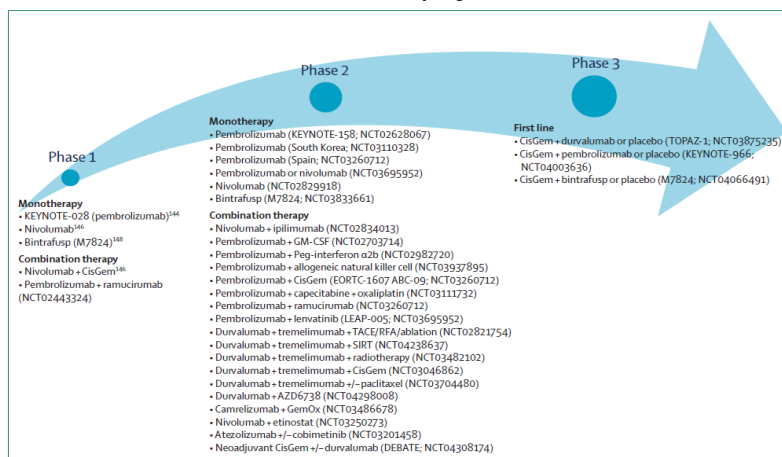 Phase 1
Monotherapy
• KEYNOTE-028 (pembrolizumab)¹⁴⁴
• Nivolumab¹⁴⁶
• Bintrafusp (M7824)¹⁴⁸
Combination therapy
• Nivolumab + CisGem¹⁴⁶
• Pembrolizumab + ramucirumab
(NCT02443324)
Phase 2
Monotherapy
• Pembrolizumab (KEYNOTE-158; NCT02628067)
• Pembrolizumab (South Korea; NCT03110328)
• Pembrolizumab (Spain; NCT03260712)
• Pembrolizumab or nivolumab (NCT03695952)
• Nivolumab (NCT02829918)
• Bintrafusp (M7824; NCT03833661)
Combination therapy
• Nivolumab + ipilimumab (NCT02834013)
• Pembrolizumab + GM-CSF (NCT02703714)
• Pembrolizumab + Peg-interferon α2b (NCT02982720)
• Pembrolizumab + allogeneic natural killer cell (NCT03937895)
• Pembrolizumab + CisGem (EORTC-1607 ABC-09; NCT03260712)
• Pembrolizumab + capecitabine + oxaliplatin (NCT03111732)
• Pembrolizumab + ramucirumab (NCT03260712)
• Pembrolizumab + lenvatinib (LEAP-005; NCT03695952)
• Durvalumab + tremelimumab + TACE/RFA/ablation (NCT02821754)
• Durvalumab + tremelimumab + SIRT (NCT04238637)
• Durvalumab + tremelimumab + radiotherapy (NCT03482102)
• Durvalumab + tremelimumab + CisGem (NCT03046862)
• Durvalumab + tremelimumab +/– paclitaxel (NCT03704480)
• Durvalumab + AZD6738 (NCT04298008)
• Camrelizumab + GemOx (NCT03486678)
• Nivolumab + etinostat (NCT03250273)
• Atezolizumab +/– cobimetinib (NCT03201458)
• Neoadjuvant CisGem +/– durvalumab (DEBATE; NCT04308174)
Phase 3
First line
• CisGem + durvalumab or placebo (TOPAZ-1; NCT03875235)
• CisGem + pembrolizumab or placebo (KEYNOTE-966;
NCT04003636)
• CisGem + bintrafusp or placebo (M7824; NCT04066491)